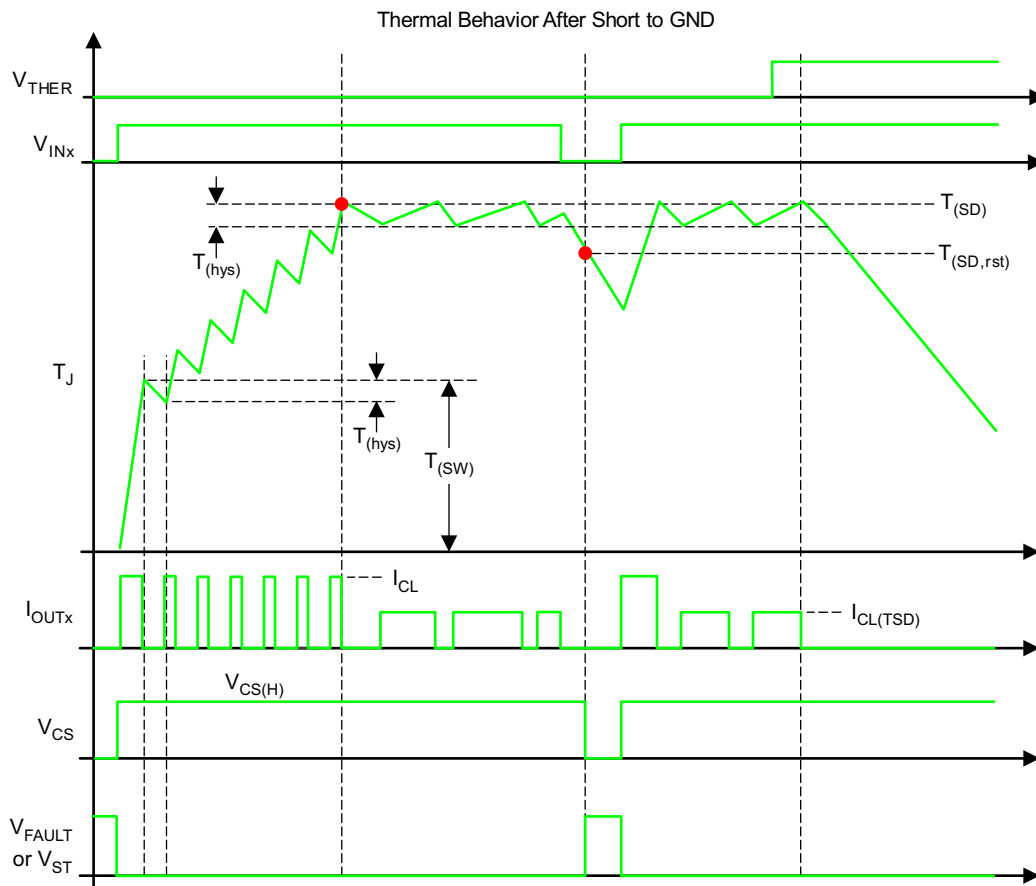 Thermal Behavior After Short to GND
V_THER
V_INx
T_(SD)
T_(hys)
T_(SD,rst)
T_J
T_(hys)
T_(SW)
I_CL
I_OUTx
I_CL(TSD)
V_CS(H)
V_CS
V_FAULT
or V_ST